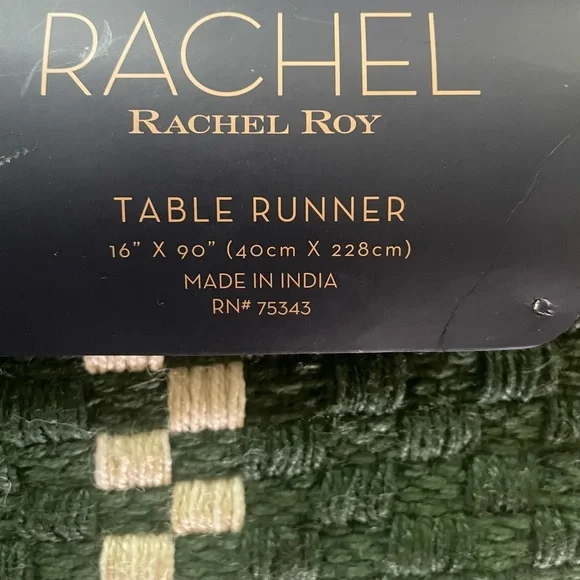 RACHEL
RACHEL ROY
TABLE RUNNER
16" X 90" (40cm X 228cm)
MADE IN INDIA
RN# 75343